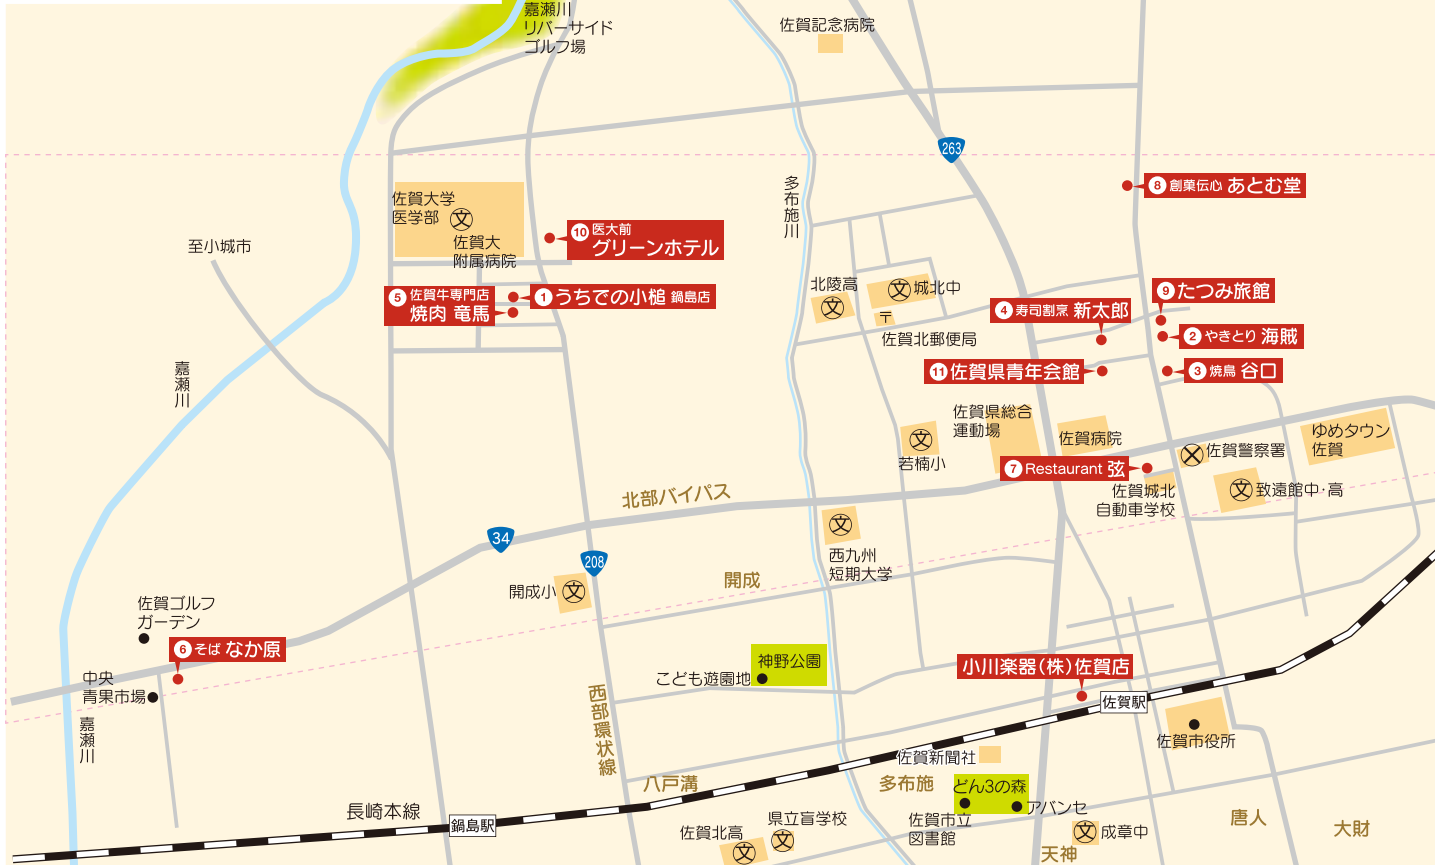 嘉瀬川
リバーサイド
ゴルフ場
佐賀記念病院
263
多布施川
8 創菓伝心 あとむ堂
佐賀大学
医学部
文
佐賀大
附属病院
10 医大前
グリーンホテル
至小城市
5 佐賀牛専門店
焼肉 竜馬
1 うちでの小槌 鍋島店
北陵高
文
文 城北中
〒
佐賀北郵便局
4 寿司割烹 新太郎
9 たつみ旅館
2 やきとり 海賊
3 焼鳥 谷口
11 佐賀県青年会館
嘉瀬川
佐賀県総合
運動場
文
若楠小
佐賀病院
ゆめタウン
佐賀
佐賀警察署
7 Restaurant 弦
佐賀城北
自動車学校
文 致遠館中・高
北部バイパス
34
208
文
西九州
短期大学
開成
開成小 文
佐賀ゴルフ
ガーデン
6 そば なか原
中央
青果市場
嘉瀬川
神野公園
こども遊園地
小川楽器(株)佐賀店
佐賀駅
西部環状線
佐賀市役所
佐賀新聞社
八戸溝
多布施
どん3の森
アバンセ
長崎本線
鍋島駅
佐賀北高
文
県立盲学校
文
佐賀市立
図書館
文 成章中
天神
唐人
大財